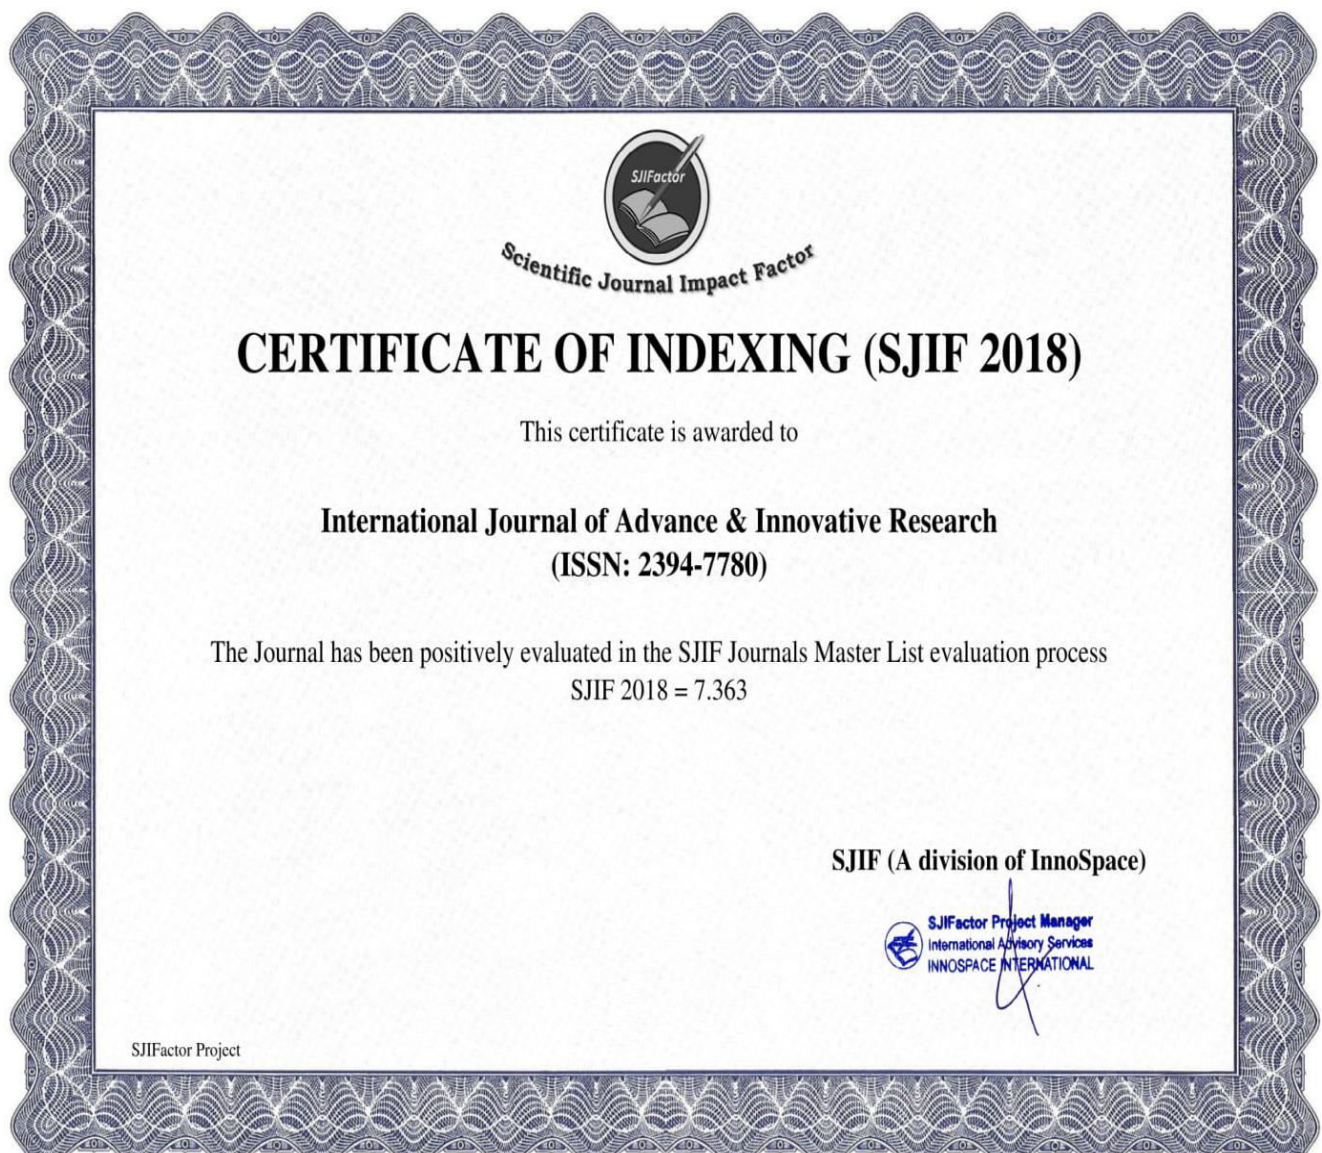 SJIFactor
Scientific Journal Impact Factor
CERTIFICATE OF INDEXING (SJIF 2018)
This certificate is awarded to
International Journal of Advance & Innovative Research
(ISSN: 2394-7780)
The Journal has been positively evaluated in the SJIF Journals Master List evaluation process
SJIF 2018 = 7.363
SJIF (A division of InnoSpace)
SJIFactor Project Manager
International Advisory Services
INNOSPACE INTERNATIONAL
SJIFactor Project